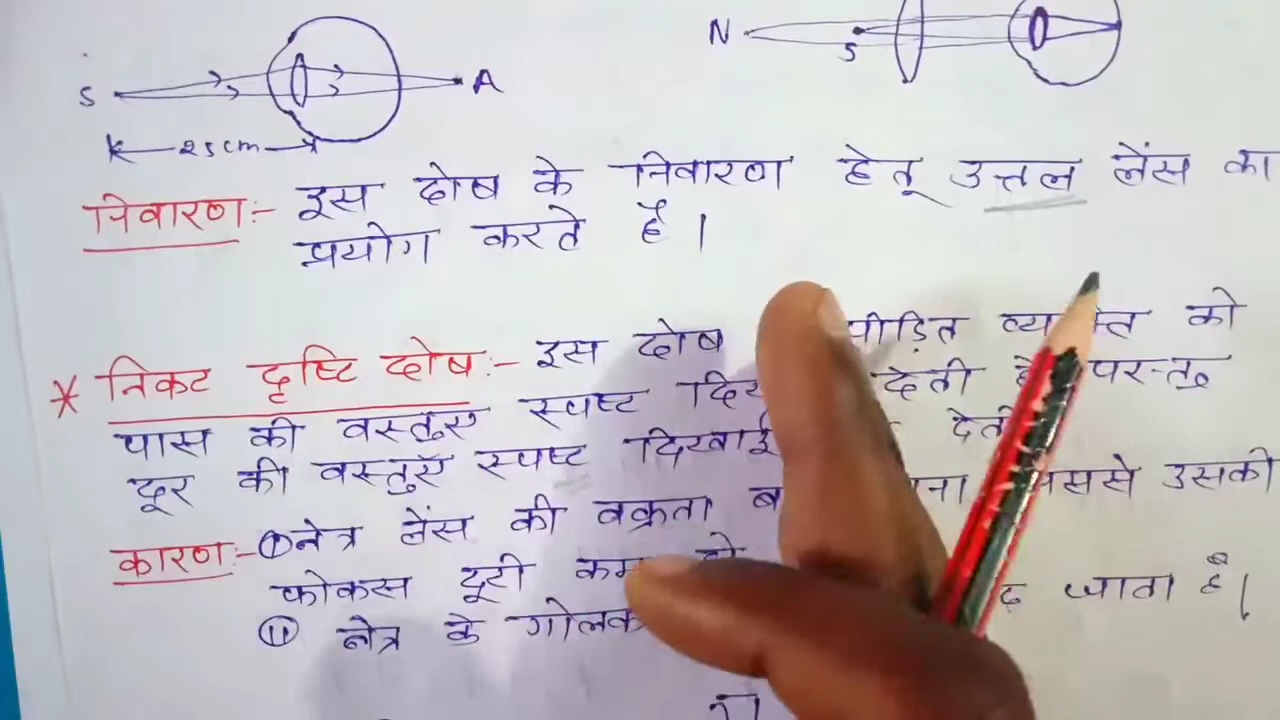 N
S
S
A
25cm
निवारण:- इस दोष के निवारण हेतू उत्तल लेंस का
प्रयोग करते है।
* निकट दृष्टि दोष:- इस दोष पीड़ित व्यक्ति को
पास की वस्तुए स्पष्ट देती है परन्तु
दूर की वस्तुएँ स्पष्ट दिखाई
कारण:- ① नेत्र लेंस की वक्रता उसकी
फोकस दूरी कम
⑪ नेत्र के गोलक जाता है।